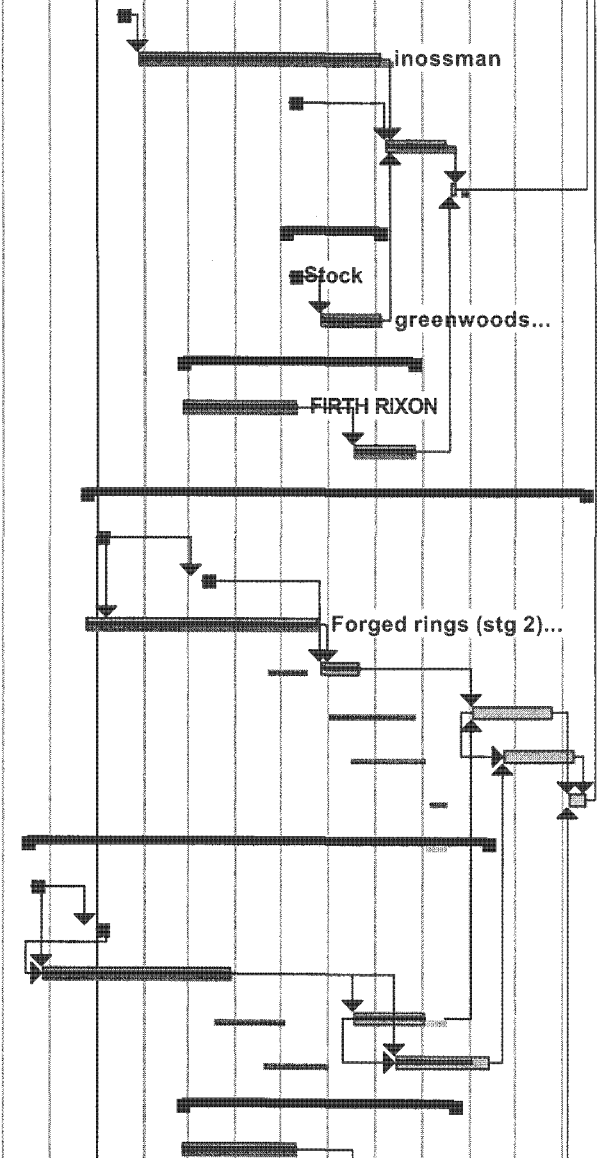 inossman
Stock
greenwoods...
FIRTH RIXON
Forged rings (stg 2)...